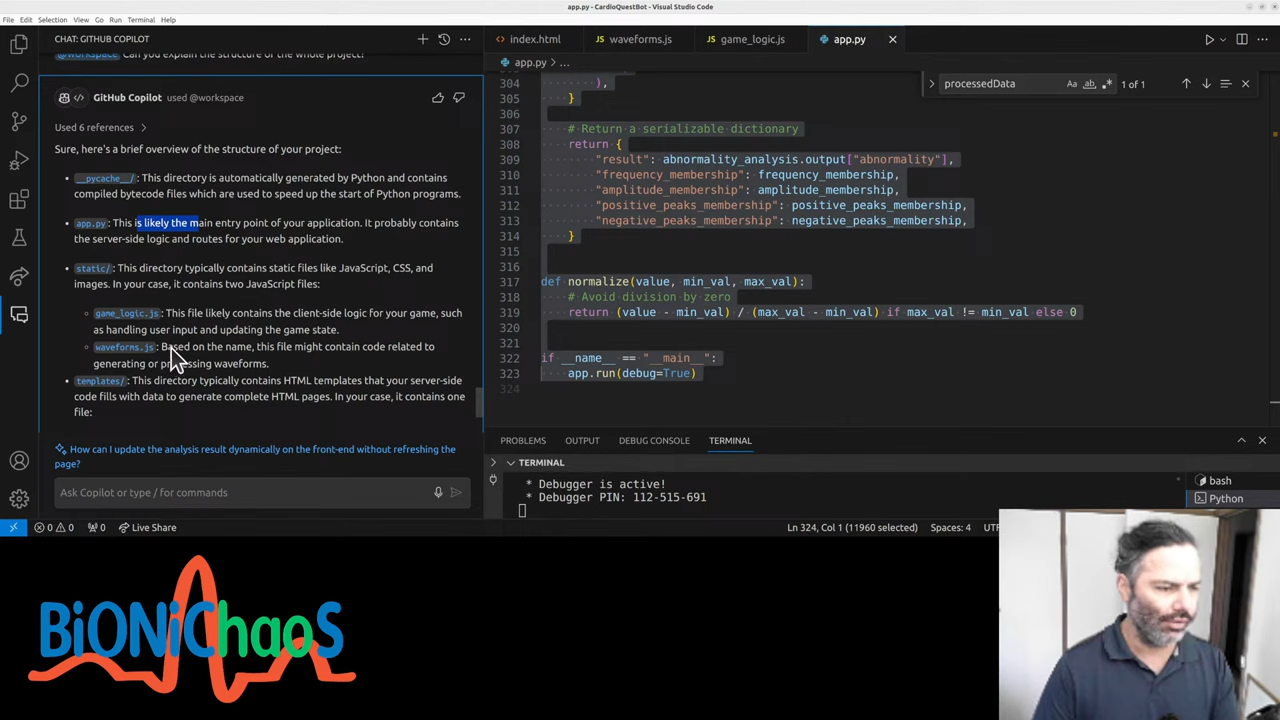 app.py - CardioQuestBot - Visual Studio Code
File Edit Selection View Go Run Terminal Help
CHAT: GITHUB COPILOT
index.html waveforms.js game_logic.js app.py
@workspace Can you explain the structure of the whole project?
app.py > ...
processedData Aa ab 1 of 1
GitHub Copilot used @workspace
Used 6 references
Sure, here's a brief overview of the structure of your project:
__pycache__/: This directory is automatically generated by Python and contains
compiled bytecode files which are used to speed up the start of Python programs.
app.py: This is likely the main entry point of your application. It probably contains
the server-side logic and routes for your web application.
static/: This directory typically contains static files like JavaScript, CSS, and
images. In your case, it contains two JavaScript files:
game_logic.js: This file likely contains the client-side logic for your game, such
as handling user input and updating the game state.
waveforms.js: Based on the name, this file might contain code related to
generating or processing waveforms.
templates/: This directory typically contains HTML templates that your server-side
code fills with data to generate complete HTML pages. In your case, it contains one
file:
How can I update the analysis result dynamically on the front-end without refreshing the
page?
Ask Copilot or type / for commands
304 ),
305 }
306
307 # Return a serializable dictionary
308 return {
309 "result": abnormality_analysis.output["abnormality"],
310 "frequency_membership": frequency_membership,
311 "amplitude_membership": amplitude_membership,
312 "positive_peaks_membership": positive_peaks_membership,
313 "negative_peaks_membership": negative_peaks_membership,
314 }
315
316
317 def normalize(value, min_val, max_val):
318 # Avoid division by zero
319 return (value - min_val) / (max_val - min_val) if max_val != min_val else 0
320
321
322 if __name__ == "__main__":
323 app.run(debug=True)
324
PROBLEMS OUTPUT DEBUG CONSOLE TERMINAL
TERMINAL
* Debugger is active!
* Debugger PIN: 112-515-691
bash
Python
0 0 0 Live Share
Ln 324, Col 1 (11960 selected) Spaces: 4
BiONiChaoS